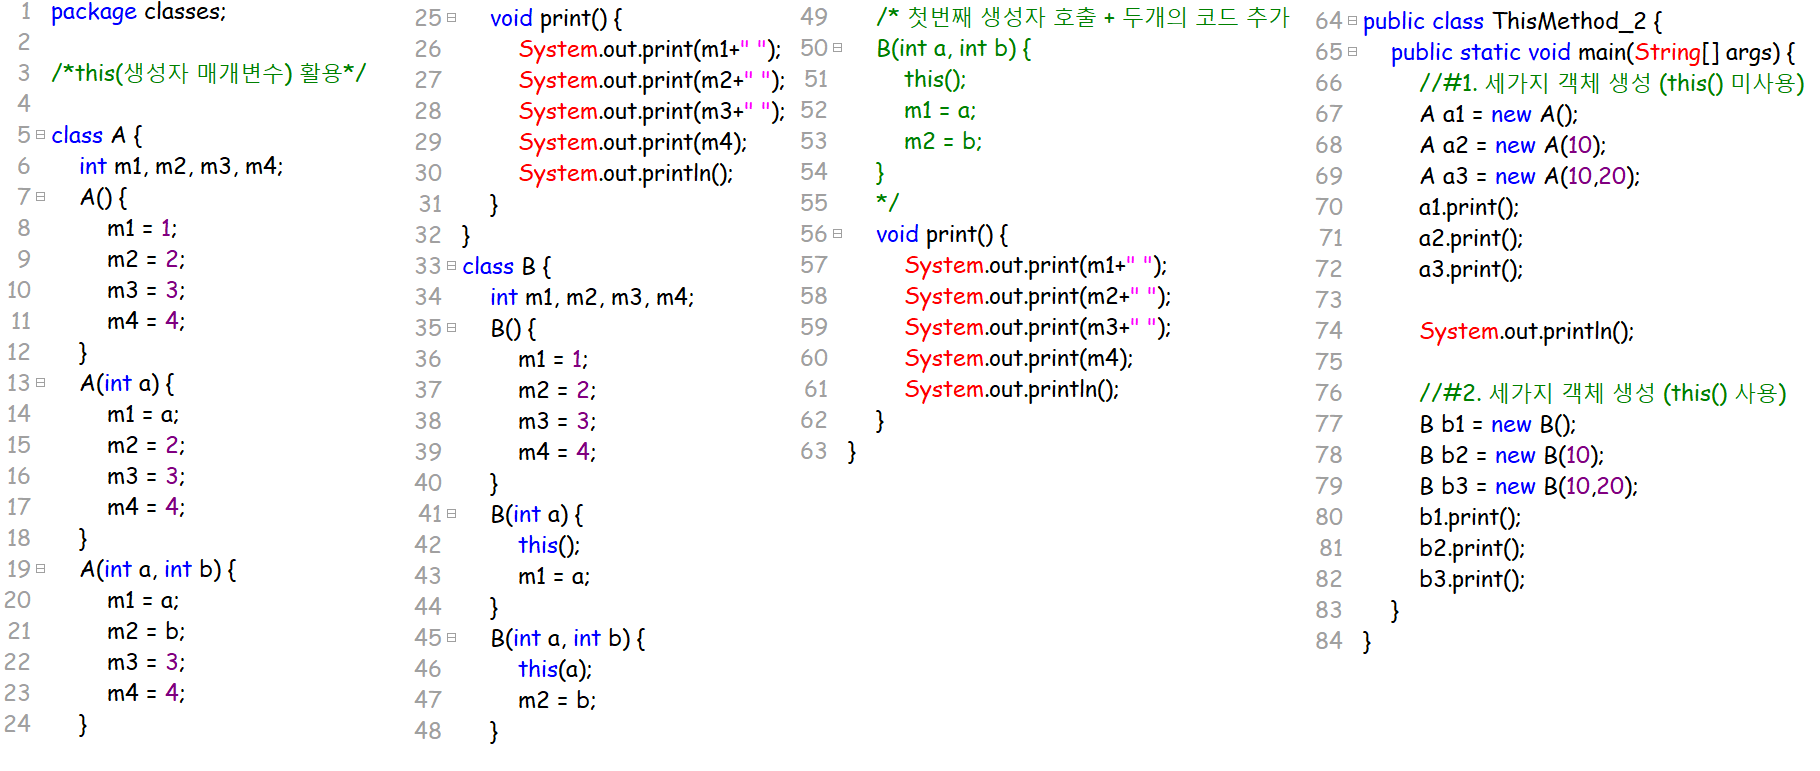 1 package classes;
2
3 /*this(생성자 매개변수) 활용*/
4
5 class A {
6 int m1, m2, m3, m4;
7 A() {
8 m1 = 1;
9 m2 = 2;
10 m3 = 3;
11 m4 = 4;
12 }
13 A(int a) {
14 m1 = a;
15 m2 = 2;
16 m3 = 3;
17 m4 = 4;
18 }
19 A(int a, int b) {
20 m1 = a;
21 m2 = b;
22 m3 = 3;
23 m4 = 4;
24 }
25 void print() {
26 System.out.print(m1+" ");
27 System.out.print(m2+" ");
28 System.out.print(m3+" ");
29 System.out.print(m4);
30 System.out.println();
31 }
32 }
33 class B {
34 int m1, m2, m3, m4;
35 B() {
36 m1 = 1;
37 m2 = 2;
38 m3 = 3;
39 m4 = 4;
40 }
41 B(int a) {
42 this();
43 m1 = a;
44 }
45 B(int a, int b) {
46 this(a);
47 m2 = b;
48 }
49 /* 첫번째 생성자 호출 + 두개의 코드 추가
50 B(int a, int b) {
51 this();
52 m1 = a;
53 m2 = b;
54 }
55 */
56 void print() {
57 System.out.print(m1+" ");
58 System.out.print(m2+" ");
59 System.out.print(m3+" ");
60 System.out.print(m4);
61 System.out.println();
62 }
63 }
64 public class ThisMethod_2 {
65 public static void main(String[] args) {
66 //#1. 세가지 객체 생성 (this() 미사용)
67 A a1 = new A();
68 A a2 = new A(10);
69 A a3 = new A(10,20);
70 a1.print();
71 a2.print();
72 a3.print();
73
74 System.out.println();
75
76 //#2. 세가지 객체 생성 (this() 사용)
77 B b1 = new B();
78 B b2 = new B(10);
79 B b3 = new B(10,20);
80 b1.print();
81 b2.print();
82 b3.print();
83 }
84 }